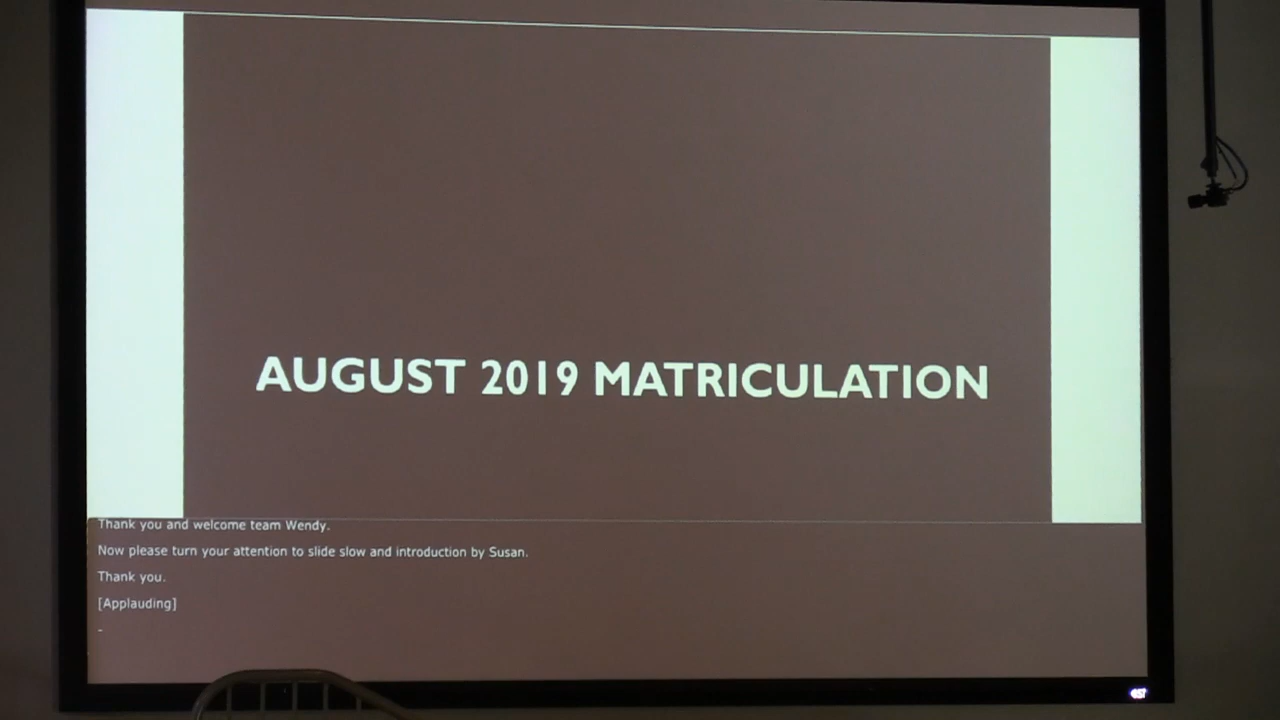 AUGUST 2019 MATRICULATION
Thank you and welcome team Wendy.
Now please turn your attention to slide slow and introduction by Susan.
Thank you.
[Applauding]
-